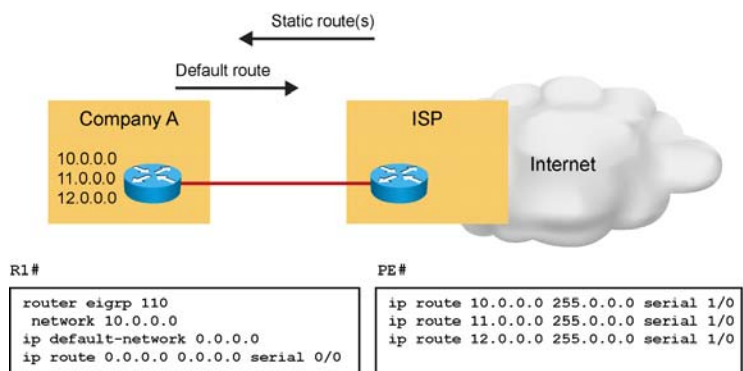 Static route(s)
Default route
Company A
ISP
10.0.0.0
11.0.0.0
12.0.0.0
Internet
R1#
router eigrp 110
network 10.0.0.0
ip default-network 0.0.0.0
ip route 0.0.0.0 0.0.0.0 serial 0/0
PE#
ip route 10.0.0.0 255.0.0.0 serial 1/0
ip route 11.0.0.0 255.0.0.0 serial 1/0
ip route 12.0.0.0 255.0.0.0 serial 1/0